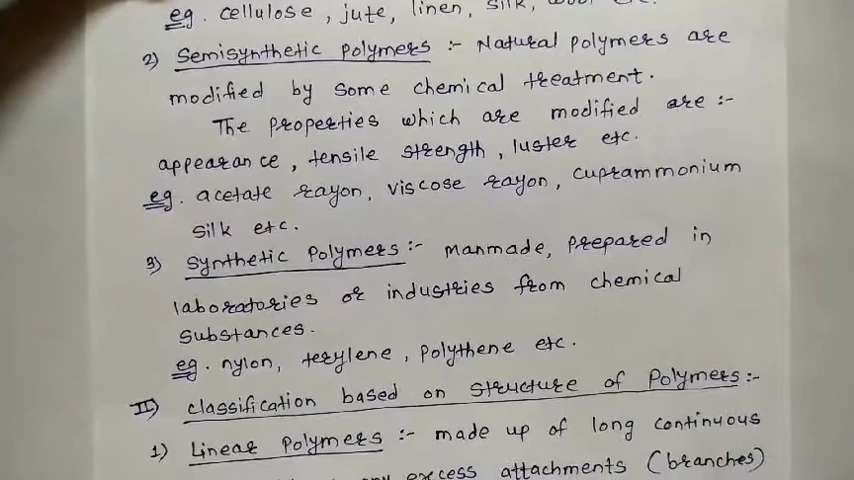 eg. cellulose, jute, linen, silk, wool etc.
2) Semisynthetic polymers :- Natural polymers are
modified by some chemical treatment.
The properties which are modified are :-
appearance, tensile strength, luster etc.
eg. acetate rayon, viscose rayon, cuprammonium
silk etc.
3) Synthetic Polymers :- Manmade, prepared in
laboratories or industries from chemical
substances.
eg. nylon, terylene, polythene etc.
II) Classification based on structure of Polymers :-
1) Linear Polymers :- made up of long continuous
excess attachments (branches)